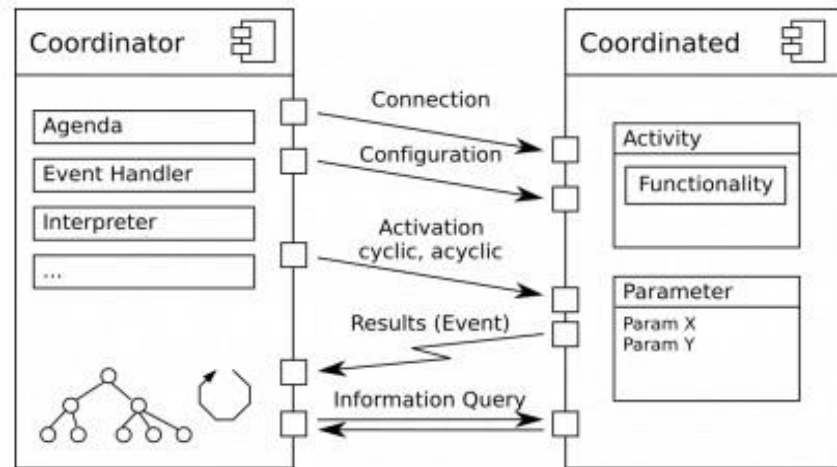 Coordinator
Agenda
Event Handler
Interpreter
...
Connection
Configuration
Activation
cyclic, acyclic
Results (Event)
Information Query
Coordinated
Activity
Functionality
Parameter
Param X
Param Y